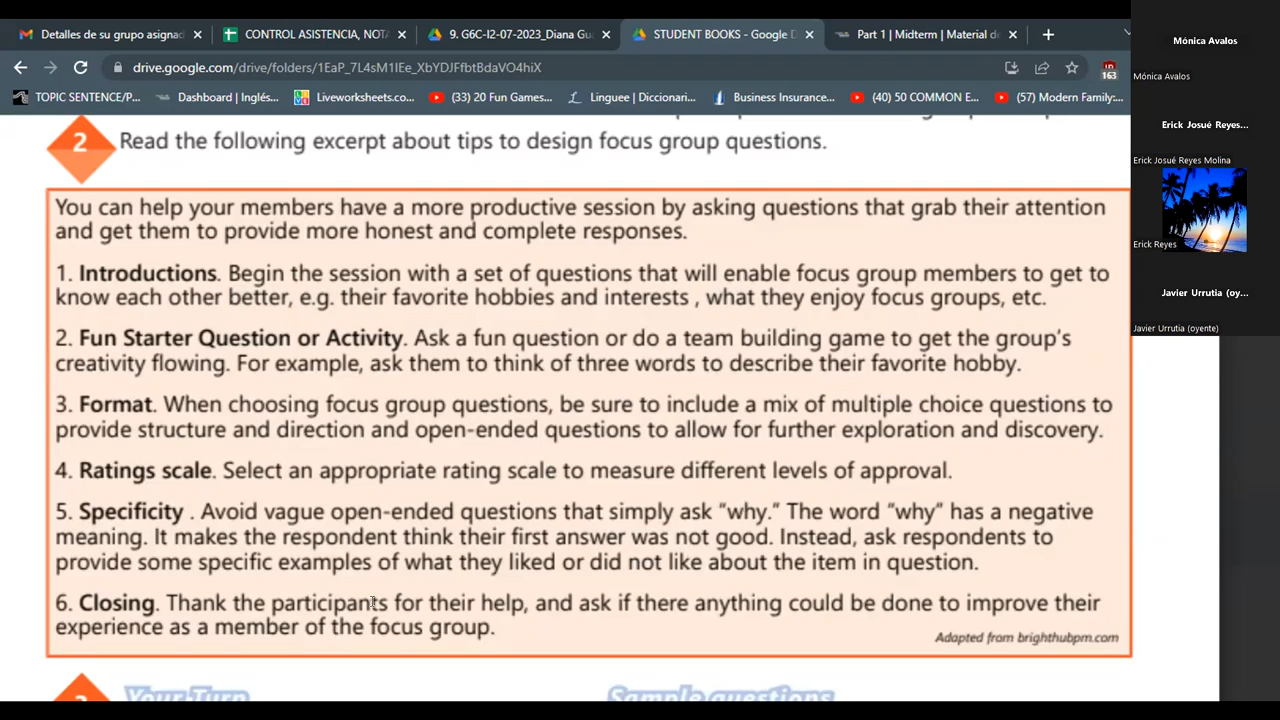 Detalles de su grupo asignad
CONTROL ASISTENCIA, NOTA
9. G6C-I2-07-2023_Diana Gu
STUDENT BOOKS - Google D
Part 1 | Midterm | Material de
drive.google.com/drive/folders/1EaP_7L4sM1IEe_XbYDJFfbtBdaVO4hiX
163
TOPIC SENTENCE/P...
Dashboard | Inglés...
Liveworksheets.co...
(33) 20 Fun Games...
Linguee | Diccionari...
Business Insurance...
(40) 50 COMMON E...
(57) Modern Family:...
Mónica Avalos
Mónica Avalos
Erick Josué Reyes...
Erick Josué Reyes Molina
Erick Reyes
Javier Urrutia (oy...
Javier Urrutia (oyente)
2 Read the following excerpt about tips to design focus group questions.
You can help your members have a more productive session by asking questions that grab their attention
and get them to provide more honest and complete responses.
1. Introductions. Begin the session with a set of questions that will enable focus group members to get to
know each other better, e.g. their favorite hobbies and interests , what they enjoy focus groups, etc.
2. Fun Starter Question or Activity. Ask a fun question or do a team building game to get the group's
creativity flowing. For example, ask them to think of three words to describe their favorite hobby.
3. Format. When choosing focus group questions, be sure to include a mix of multiple choice questions to
provide structure and direction and open-ended questions to allow for further exploration and discovery.
4. Ratings scale. Select an appropriate rating scale to measure different levels of approval.
5. Specificity . Avoid vague open-ended questions that simply ask “why.” The word “why” has a negative
meaning. It makes the respondent think their first answer was not good. Instead, ask respondents to
provide some specific examples of what they liked or did not like about the item in question.
6. Closing. Thank the participants for their help, and ask if there anything could be done to improve their
experience as a member of the focus group.
Adapted from brighthubpm.com
Your Turn
Sample questions